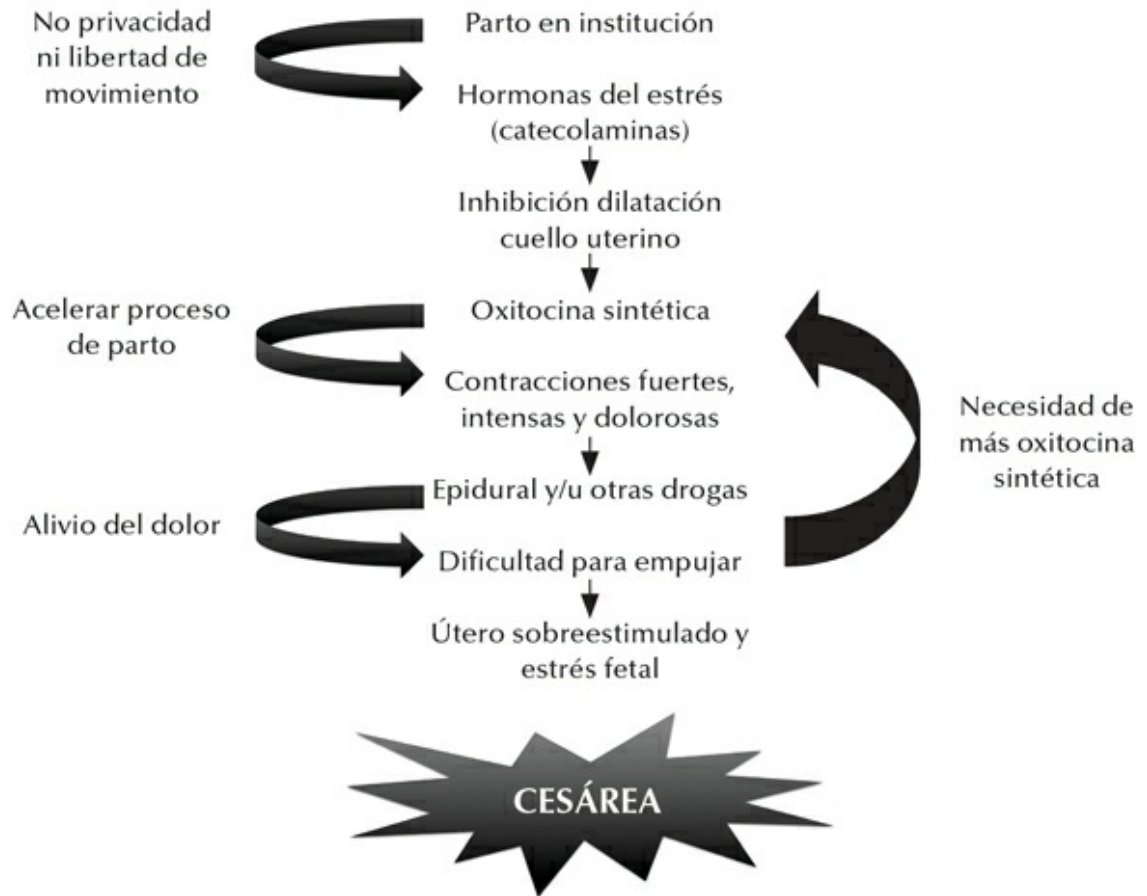 No privacidad
ni libertad de
movimiento
Parto en institución
Hormonas del estrés
(catecolaminas)
Inhibición dilatación
cuello uterino
Acelerar proceso
de parto
Oxitocina sintética
Contracciones fuertes,
intensas y dolorosas
Necesidad de
más oxitocina
sintética
Alivio del dolor
Epidural y/u otras drogas
Dificultad para empujar
Útero sobreestimulado y
estrés fetal
CESÁREA